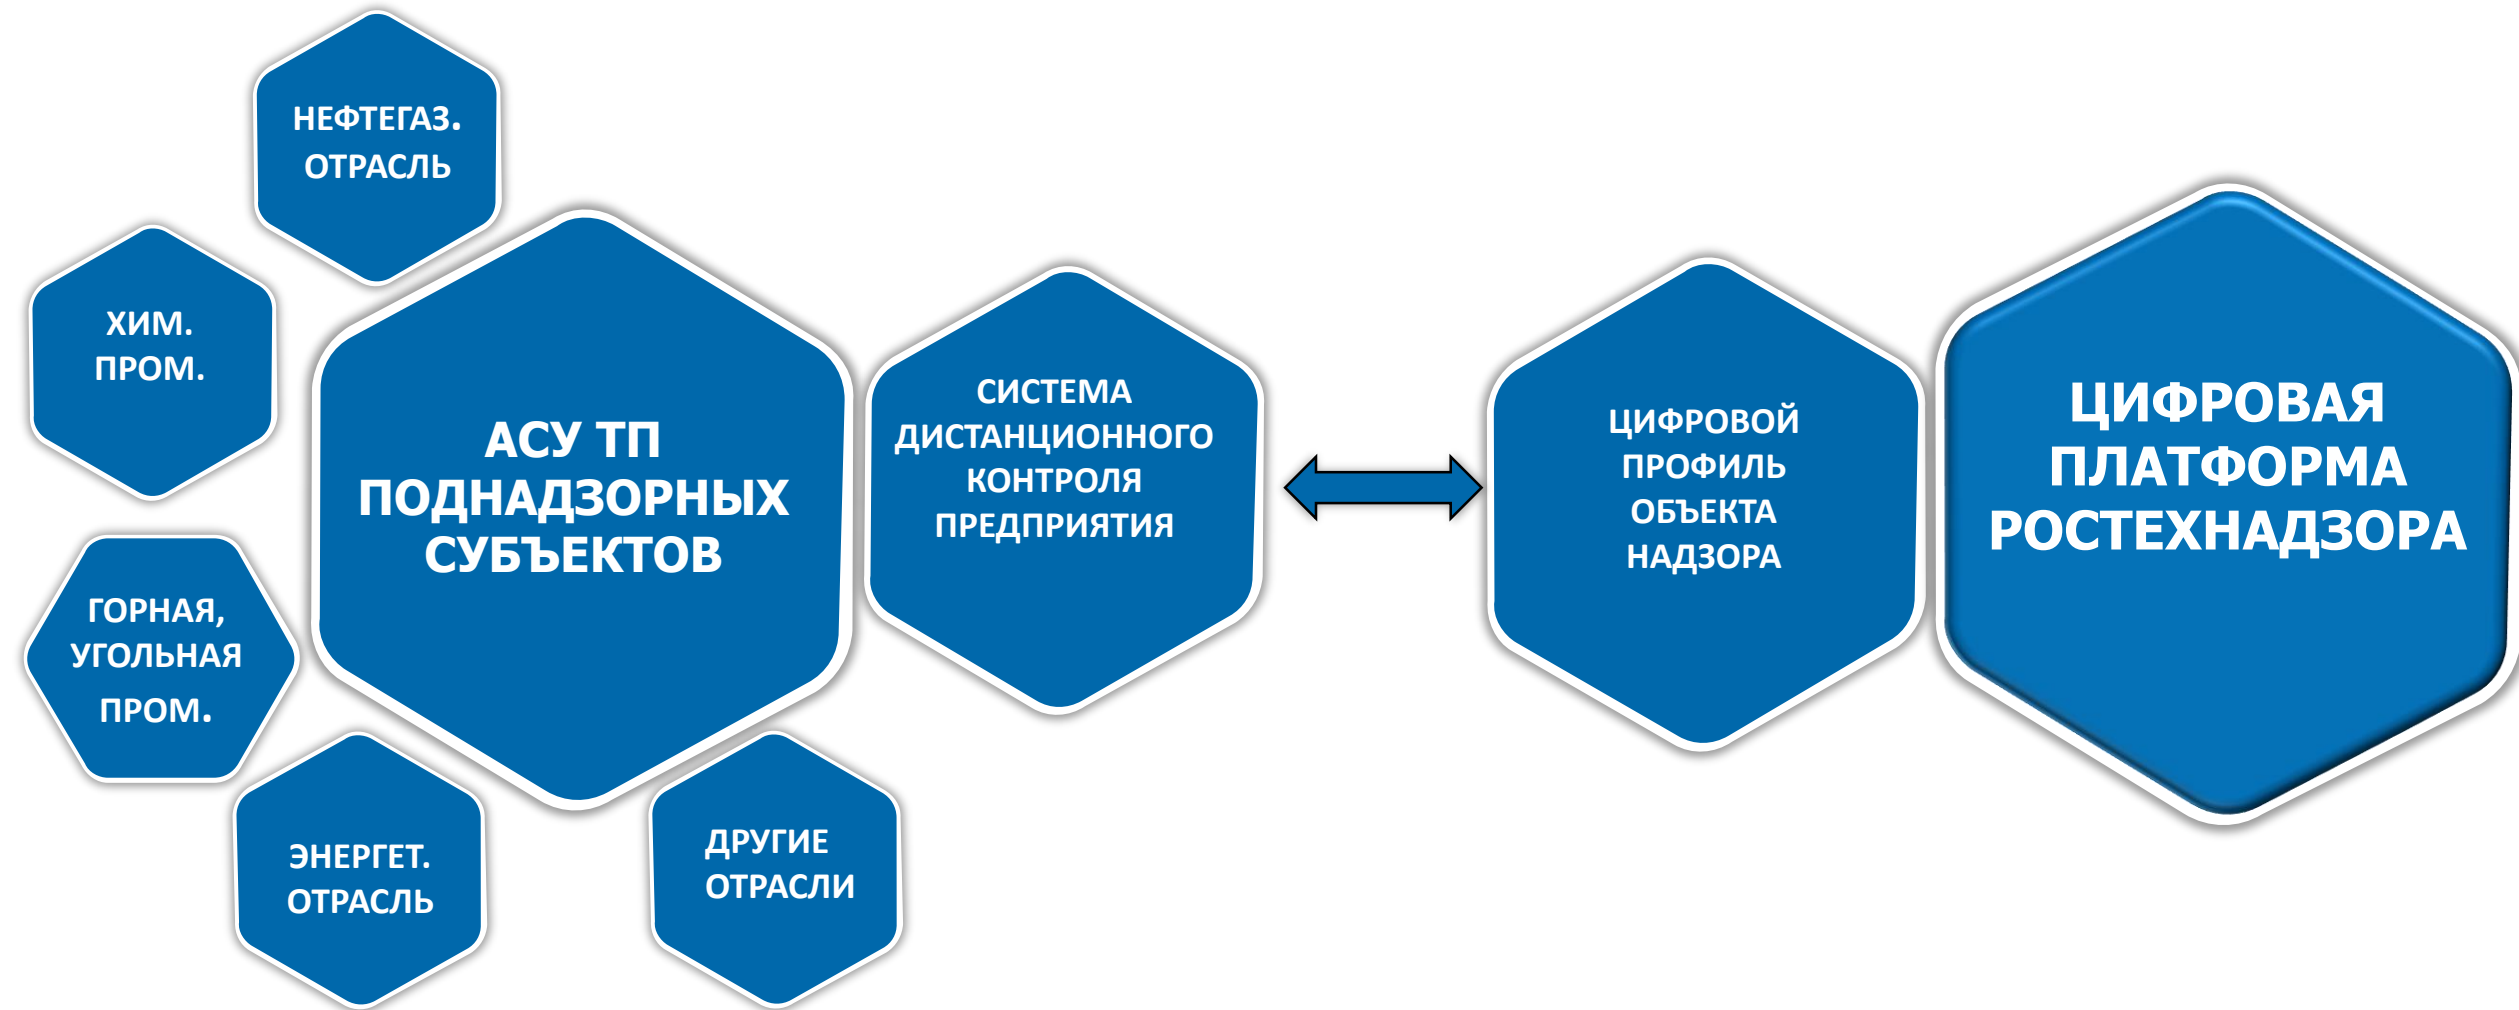 НЕФТЕГАЗ.
ОТРАСЛЬ
ХИМ.
ПРОМ.
ГОРНАЯ,
УГОЛЬНАЯ
ПРОМ.
ЭНЕРГЕТ.
ОТРАСЛЬ
ДРУГИЕ
ОТРАСЛИ
АСУ ТП
ПОДНАДЗОРНЫХ
СУБЪЕКТОВ
СИСТЕМА
ДИСТАНЦИОННОГО
КОНТРОЛЯ
ПРЕДПРИЯТИЯ
ЦИФРОВОЙ
ПРОФИЛЬ
ОБЪЕКТА
НАДЗОРА
ЦИФРОВАЯ
ПЛАТФОРМА
РОСТЕХНАДЗОРА